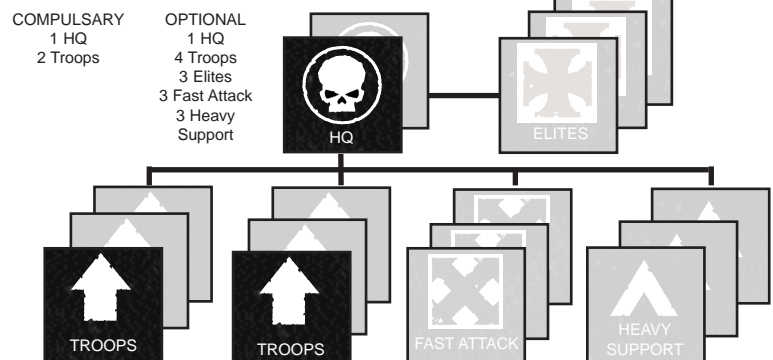 COMPULSARY
1 HQ
2 Troops
OPTIONAL
1 HQ
4 Troops
3 Elites
3 Fast Attack
3 Heavy
Support
HQ
ELITES
TROOPS
TROOPS
FAST ATTACK
HEAVY
SUPPORT